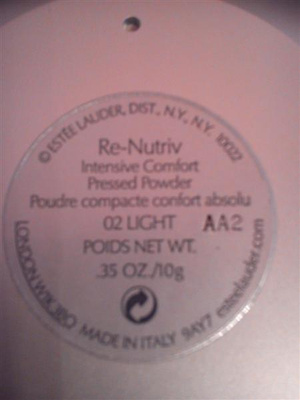 © ESTĒE LAUDER, DIST., N.Y., N.Y. 10022
Re-Nutriv
Intensive Comfort
Pressed Powder
Poudre compacte confort absolu
02 LIGHT AA2
POIDS NET WT.
.35 OZ./10g
LONDON W1K 3BQ MADE IN ITALY 9AY7 esteelauder.com